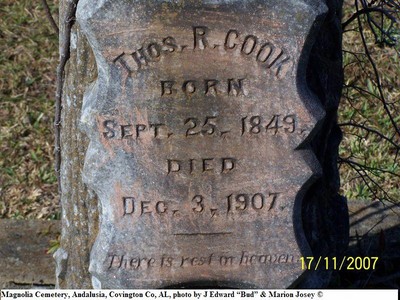 THOS. R. COOK
BORN
SEPT. 25. 1849.
DIED
DEC. 3, 1907.
There is rest in heaven
17/11/2007
Magnolia Cemetery, Andalusia, Covington Co, AL, photo by J Edward "Bud" & Marion Josey ©